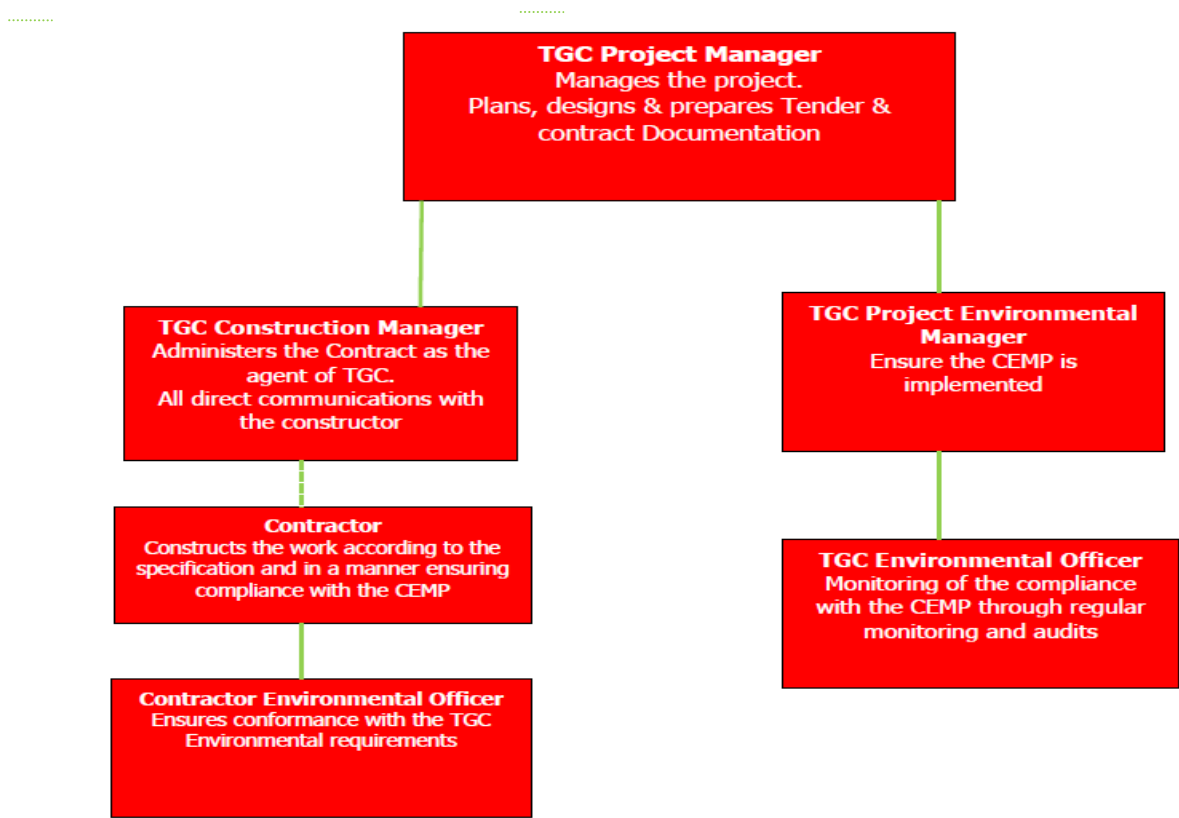 TGC Project Manager
Manages the project.
Plans, designs & prepares Tender &
contract Documentation
TGC Construction Manager
Administers the Contract as the
agent of TGC.
All direct communications with
the constructor
TGC Project Environmental
Manager
Ensure the CEMP is
implemented
Contractor
Constructs the work according to the
specification and in a manner ensuring
compliance with the CEMP
TGC Environmental Officer
Monitoring of the compliance
with the CEMP through regular
monitoring and audits
Contractor Environmental Officer
Ensures conformance with the TGC
Environmental requirements